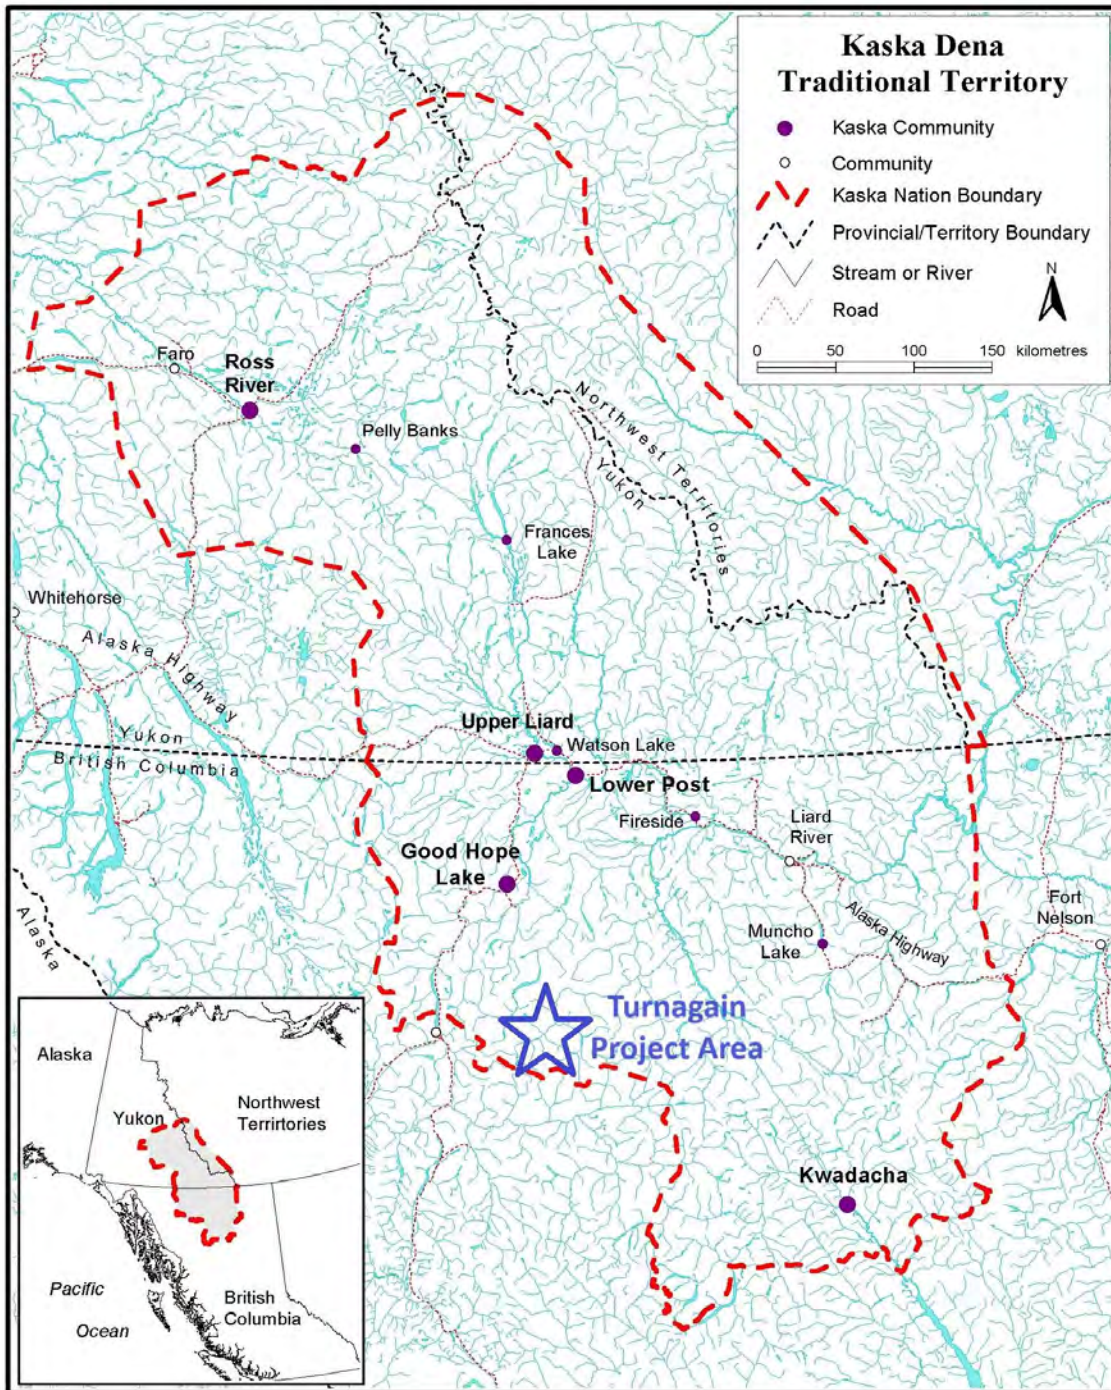 Kaska Dena
Traditional Territory
Kaska Community
Community
Kaska Nation Boundary
Provincial/Territory Boundary
Stream or River
Road
N
0 50 100 150 kilometres
Faro
Ross
River
Pelly Banks
Northwest Territories
Yukon
Frances
Lake
Whitehorse
Alaska Highway
Yukon
British Columbia
Upper Liard
Watson Lake
Lower Post
Fireside
Liard
River
Good Hope
Lake
Muncho
Lake
Alaska Highway
Fort
Nelson
Alaska
Turnagain
Project Area
Kwadacha
Alaska
Yukon
Northwest
Terrirtories
Pacific
Ocean
British
Columbia